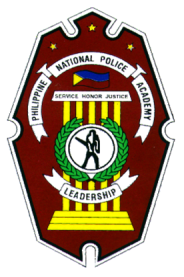 PHILIPPINE NATIONAL POLICE ACADEMY
SERVICE HONOR JUSTICE
LEADERSHIP